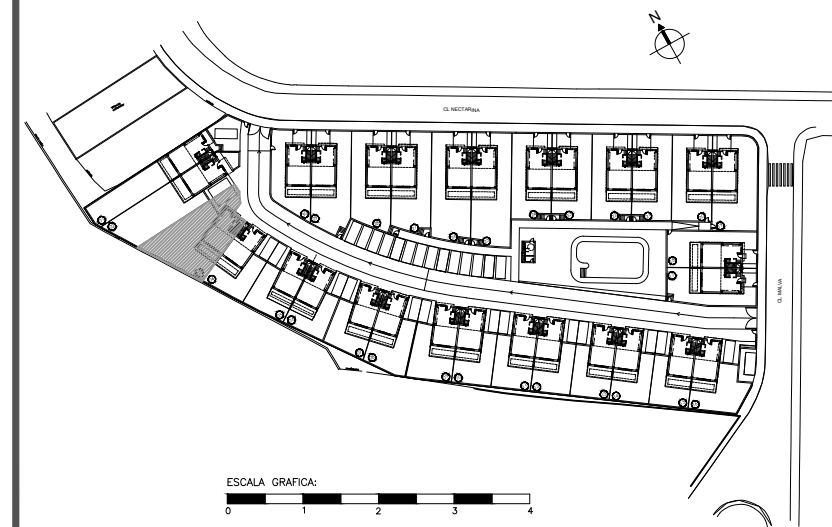 N
CL NECTARINA
CL MALVA
ESCALA GRAFICA:
0 1 2 3 4